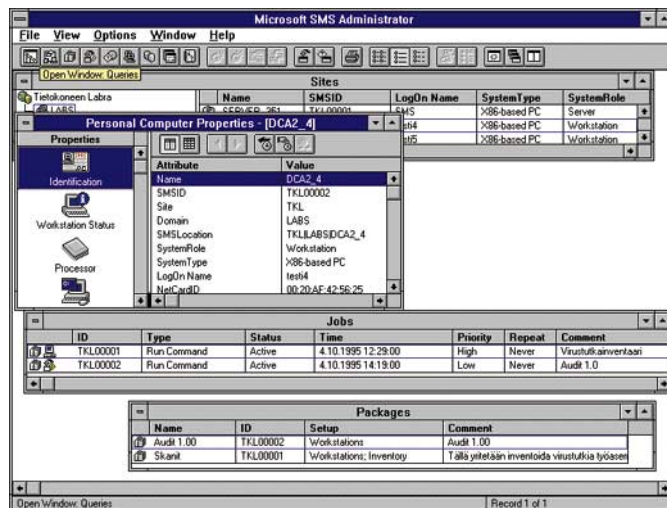 Microsoft SMS Administrator
File View Options Window Help
Open Window: Queries
Sites
Tietokoneen Labra
LABS
Name SMSID LogOn Name SystemType SystemRole
SERVER_251 TKL00001 SMS X86-based PC Server
testi4 X86-based PC Workstation
testi5 X86-based PC Workstation
Personal Computer Properties - [DCA2_4]
Properties
Identification
Workstation Status
Processor
Attribute Value
Name DCA2_4
SMSID TKL00002
Site TKL
Domain LABS
SMSLocation TKL|LABS|DCA2_4
SystemRole Workstation
SystemType X86-based PC
LogOn Name testi4
NetCardID 00:20:AF:42:56:25
Jobs
ID Type Status Time Priority Repeat Comment
TKL00001 Run Command Active 4.10.1995 12:29:00 High Never Virustutkainventaari
TKL00002 Run Command Active 4.10.1995 14:19:00 Low Never Audit 1.0
Packages
Name ID Setup Comment
Audit 1.00 TKL00002 Workstations Audit 1.00
Skanit TKL00001 Workstations; Inventory Tällä yritetään inventoida virustutkia työasen
Open Window: Queries Record 1 of 1